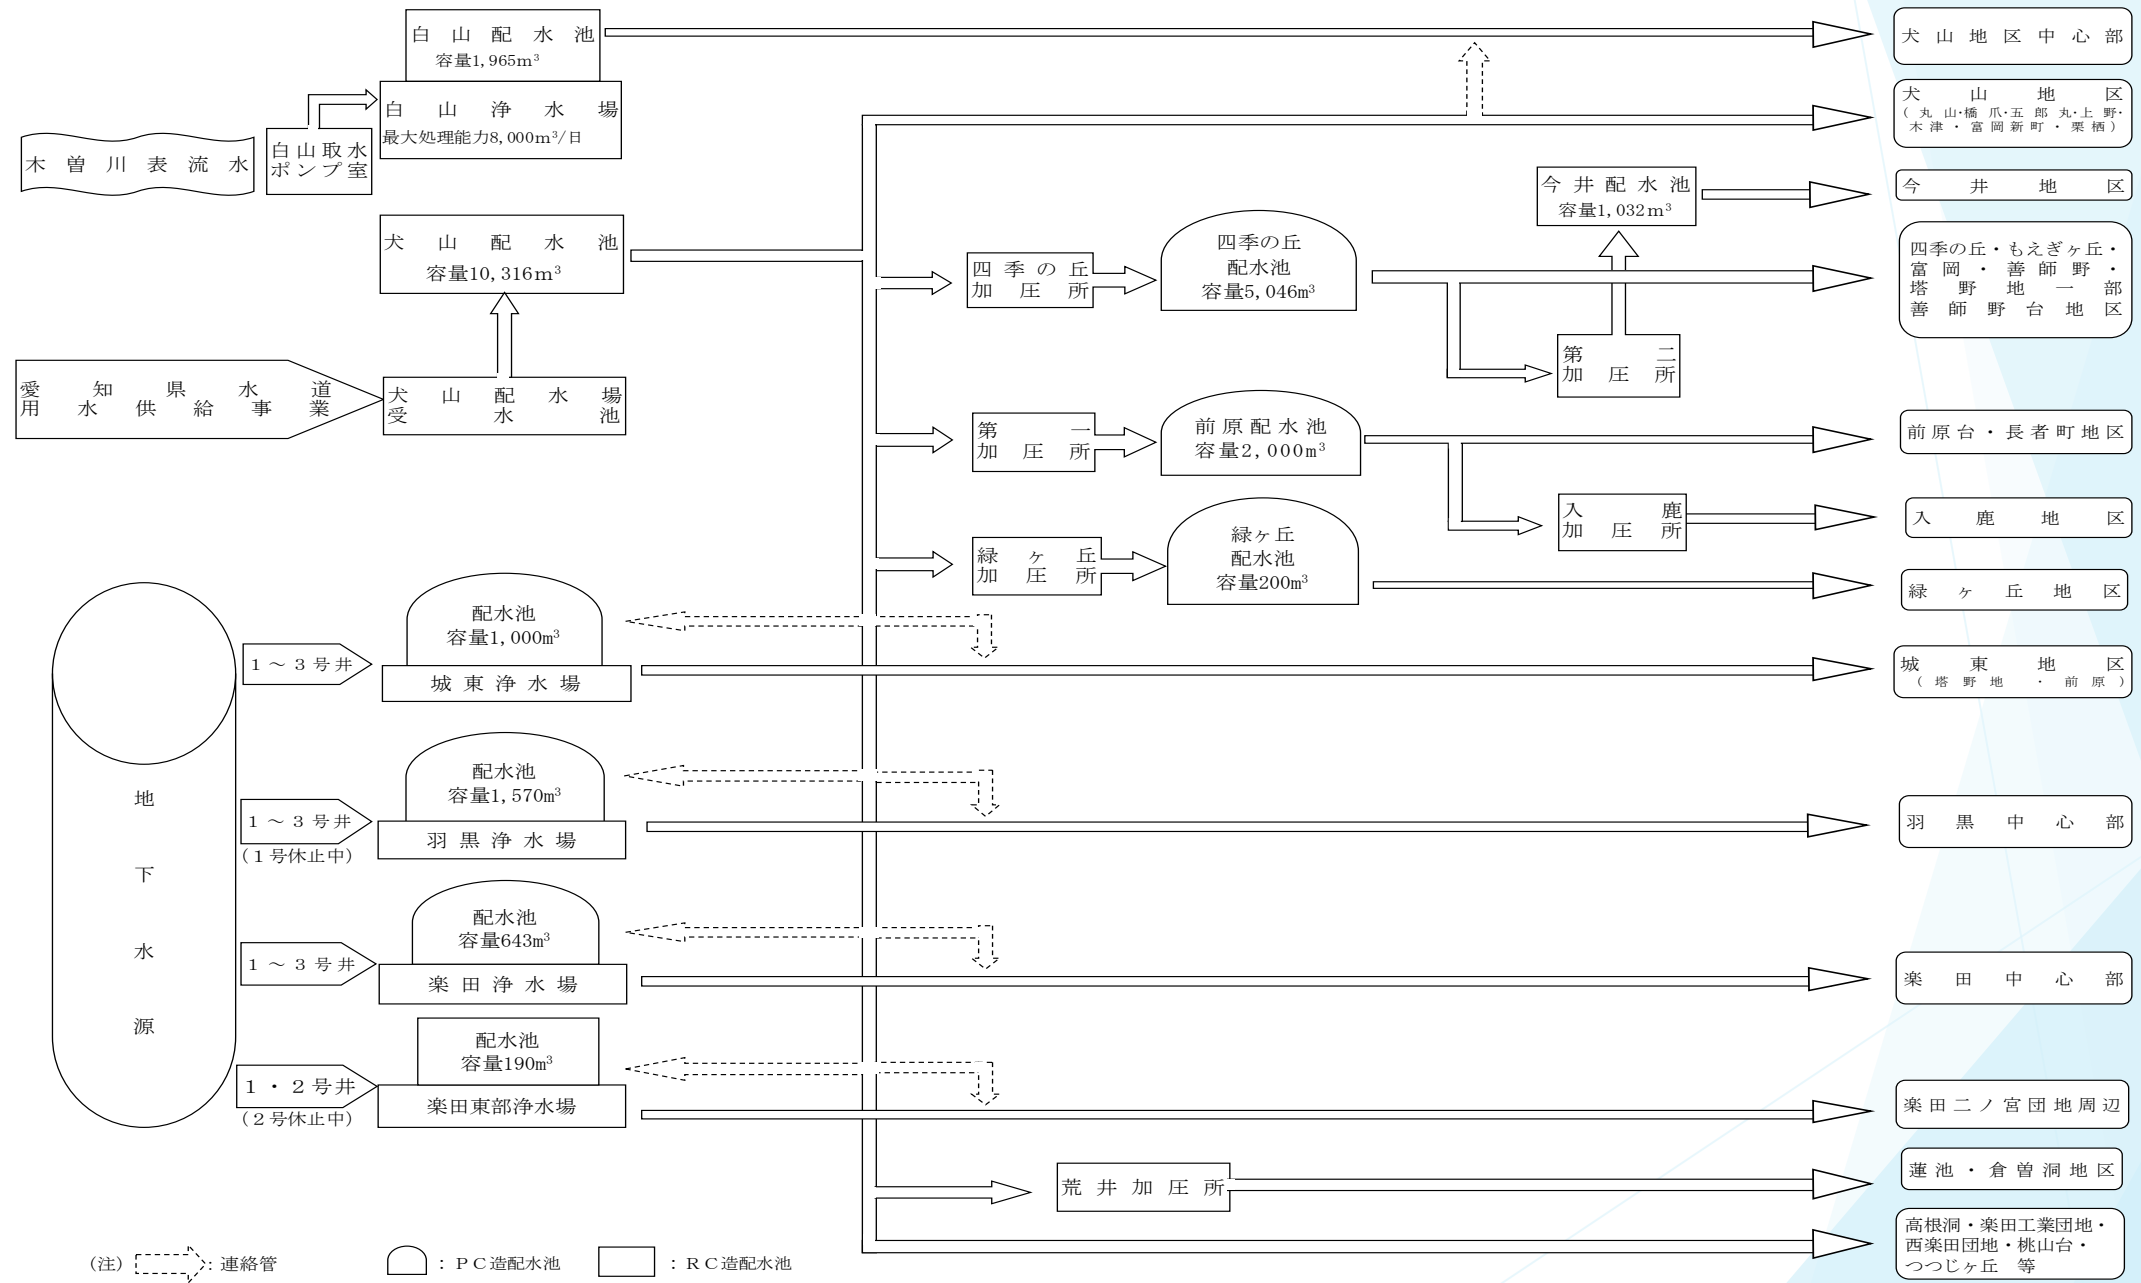 白山配水池
容量1,965m³
白山浄水場
最大処理能力8,000m³/日
木曽川表流水
白山取水
ポンプ室
犬山配水池
容量10,316m³
愛知県水道
用水供給事業
犬山配水場
受水池
四季の丘
加圧所
四季の丘
配水池
容量5,046m³
今井配水池
容量1,032m³
第二
加圧所
第一
加圧所
前原配水池
容量2,000m³
入鹿
加圧所
緑ヶ丘
加圧所
緑ヶ丘
配水池
容量200m³
地下水源
1～3号井
配水池
容量1,000m³
城東浄水場
1～3号井
(1号休止中)
配水池
容量1,570m³
羽黒浄水場
1～3号井
配水池
容量643m³
楽田浄水場
1・2号井
(2号休止中)
配水池
容量190m³
楽田東部浄水場
荒井加圧所
犬山地区中心部
犬山地区
(丸山・橋爪・五郎丸・上野・
木津・富岡新町・栗栖)
今井地区
四季の丘・もえぎヶ丘・
富岡・善師野・
塔野地一部
善師野台地区
前原台・長者町地区
入鹿地区
緑ヶ丘地区
城東地区
(塔野地・前原)
羽黒中心部
楽田中心部
楽田二ノ宮団地周辺
蓮池・倉曽洞地区
高根洞・楽田工業団地・
西楽田団地・桃山台・
つつじヶ丘 等
(注) : 連絡管
: PC造配水池
: RC造配水池